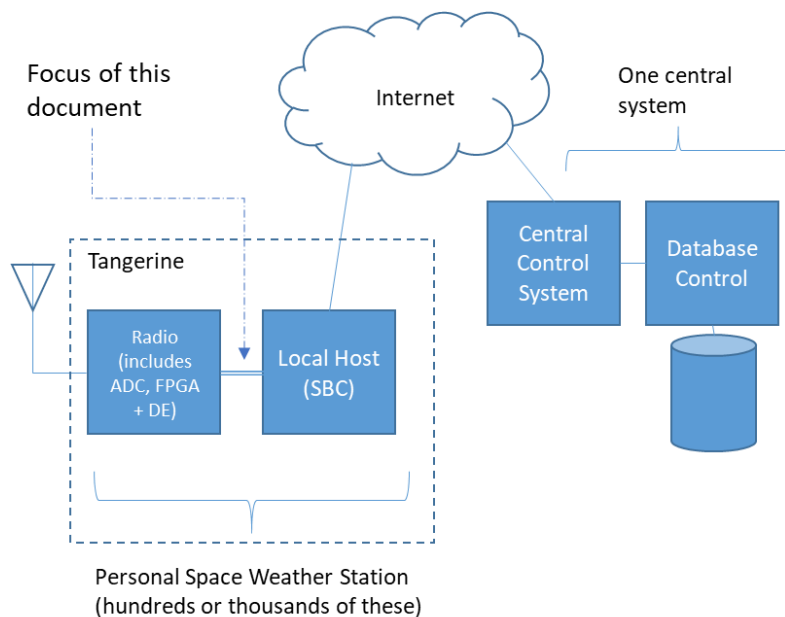 Focus of this
document
Internet
One central
system
Tangerine
Radio
(includes
ADC, FPGA
+ DE)
Local Host
(SBC)
Central
Control
System
Database
Control
Personal Space Weather Station
(hundreds or thousands of these)